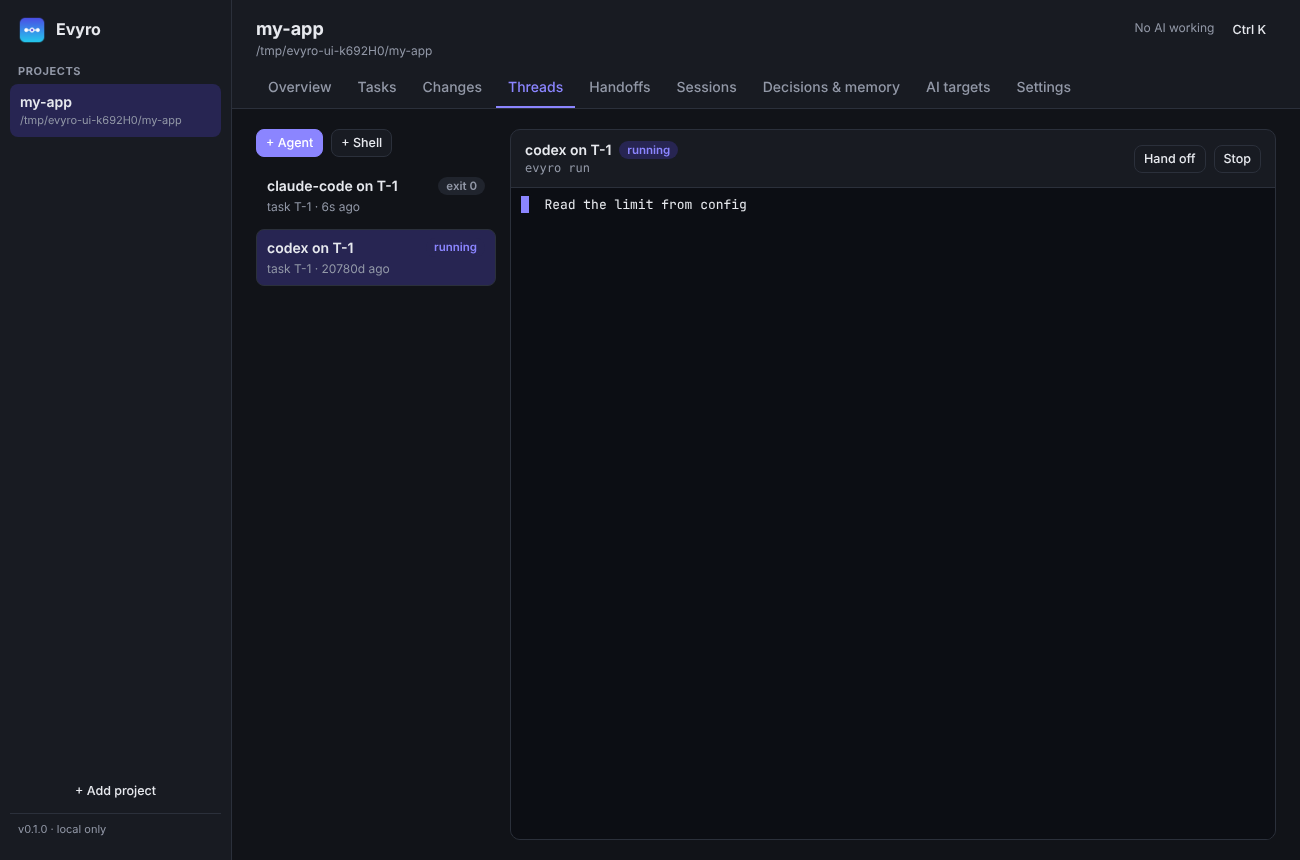 Evyro
PROJECTS
my-app
/tmp/evyro-ui-k692H0/my-app
+ Add project
v0.1.0 · local only
my-app
/tmp/evyro-ui-k692H0/my-app
No AI working
Ctrl K
Overview Tasks Changes Threads Handoffs Sessions Decisions & memory AI targets Settings
+ Agent + Shell
claude-code on T-1 exit 0
task T-1 · 6s ago
codex on T-1 running
task T-1 · 20780d ago
codex on T-1 running
evyro run
Hand off Stop
Read the limit from config